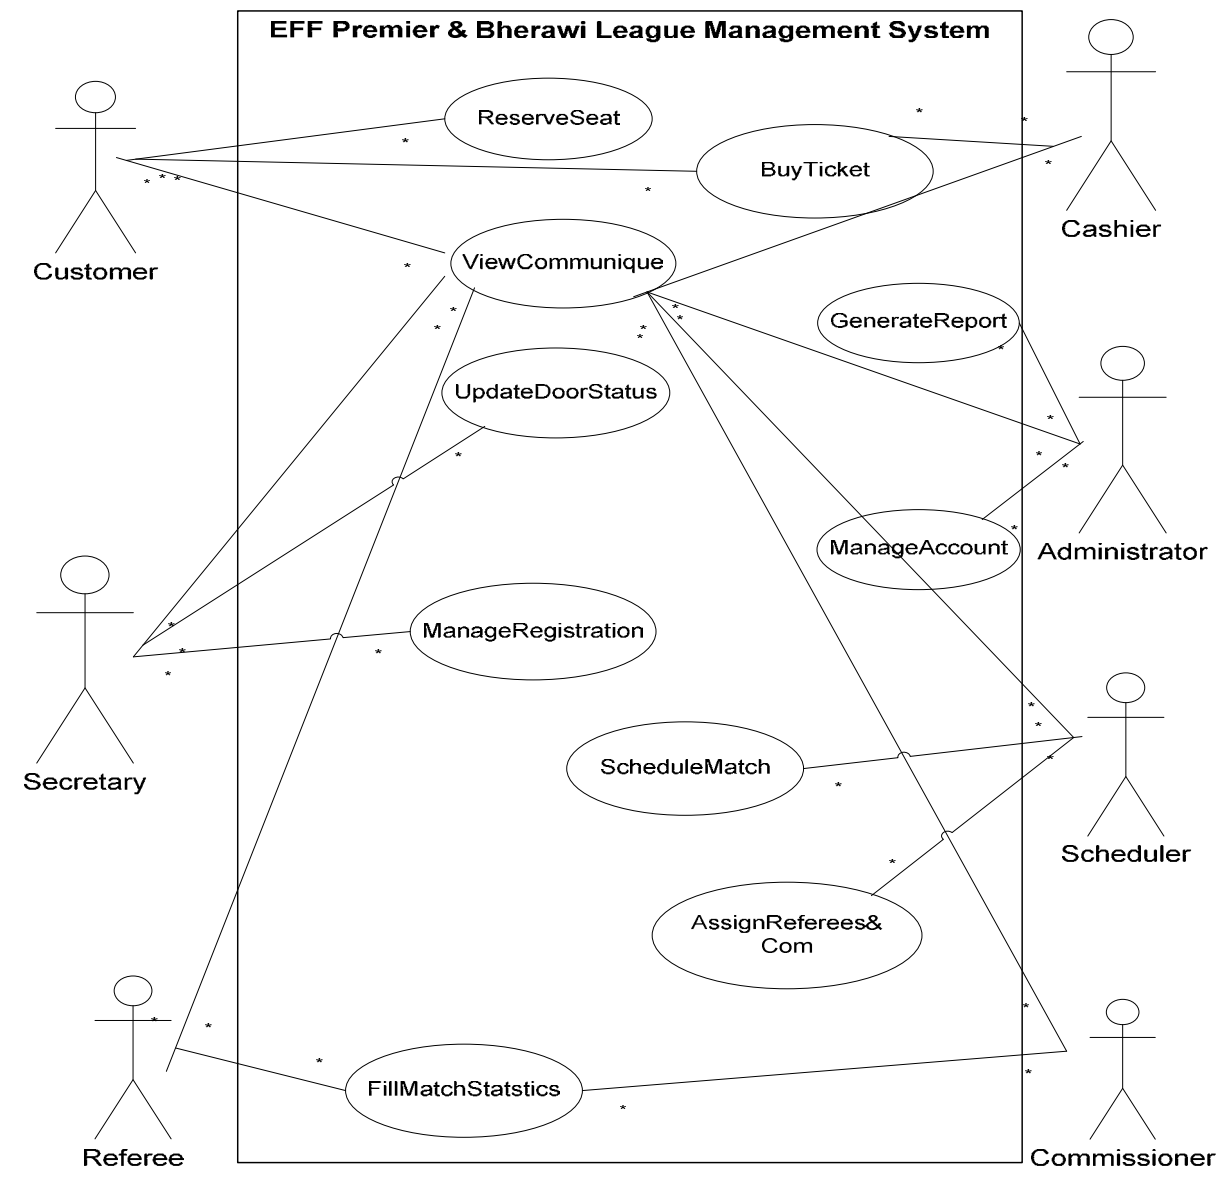 EFF Premier & Bherawi League Management System
ReserveSeat
BuyTicket
Cashier
Customer
ViewCommunique
GenerateReport
UpdateDoorStatus
ManageAccount
Administrator
ManageRegistration
Secretary
ScheduleMatch
Scheduler
AssignReferees&
Com
FillMatchStatstics
Referee
Commissioner